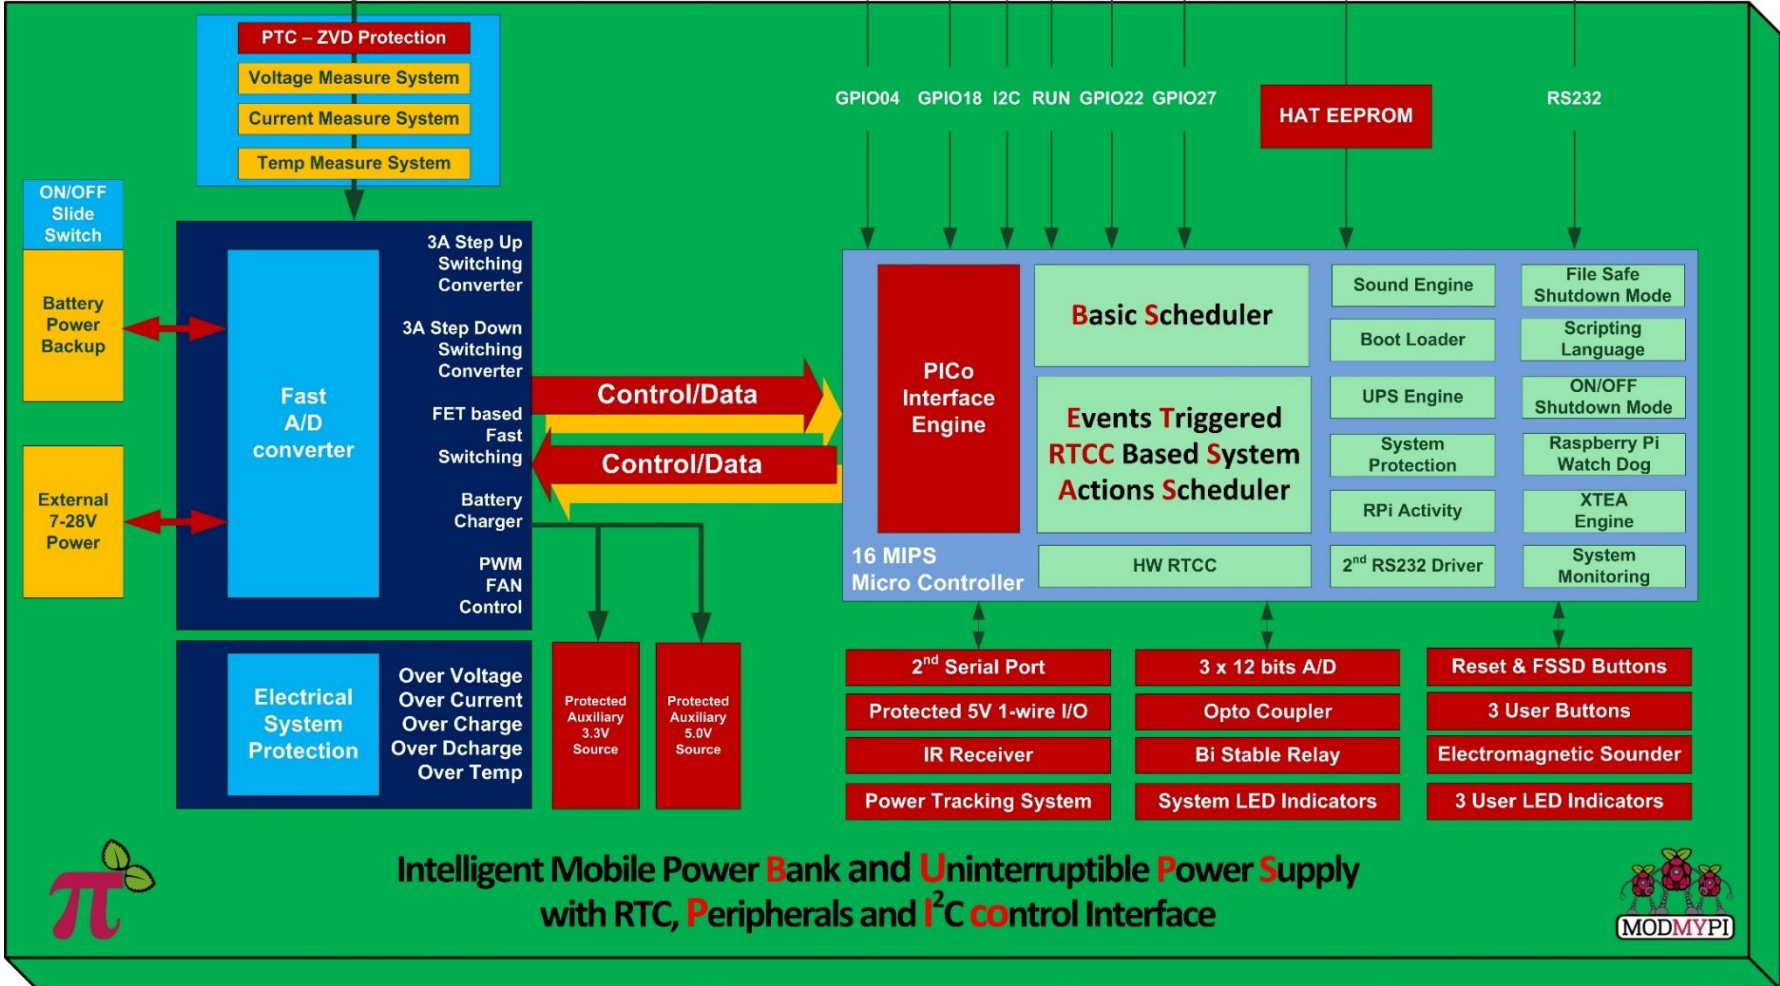 PTC – ZVD Protection
Voltage Measure System
Current Measure System
Temp Measure System
GPIO04
GPIO18
I2C
RUN
GPIO22
GPIO27
HAT EEPROM
RS232
ON/OFF
Slide
Switch
Battery
Power
Backup
External
7-28V
Power
Fast
A/D
converter
3A Step Up
Switching
Converter
3A Step Down
Switching
Converter
FET based
Fast
Switching
Battery
Charger
PWM
FAN
Control
Control/Data
Control/Data
PICo
Interface
Engine
16 MIPS
Micro Controller
Basic Scheduler
Events Triggered
RTCC Based System
Actions Scheduler
HW RTCC
Sound Engine
Boot Loader
UPS Engine
System
Protection
RPi Activity
2nd RS232 Driver
File Safe
Shutdown Mode
Scripting
Language
ON/OFF
Shutdown Mode
Raspberry Pi
Watch Dog
XTEA
Engine
System
Monitoring
Electrical
System
Protection
Over Voltage
Over Current
Over Charge
Over Dcharge
Over Temp
Protected
Auxiliary
3.3V
Source
Protected
Auxiliary
5.0V
Source
2nd Serial Port
Protected 5V 1-wire I/O
IR Receiver
Power Tracking System
3 x 12 bits A/D
Opto Coupler
Bi Stable Relay
System LED Indicators
Reset & FSSD Buttons
3 User Buttons
Electromagnetic Sounder
3 User LED Indicators
Intelligent Mobile Power Bank and Uninterruptible Power Supply
with RTC, Peripherals and I²C control Interface
π
MODMYPI